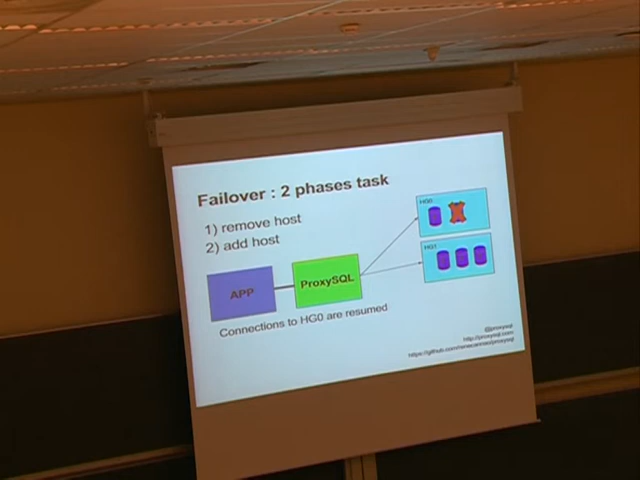 Failover : 2 phases task
1) remove host
2) add host
HG0
HG1
APP
ProxySQL
Connections to HG0 are resumed
@proxysql
http://proxysql.com
https://github.com/renecannao/proxysql